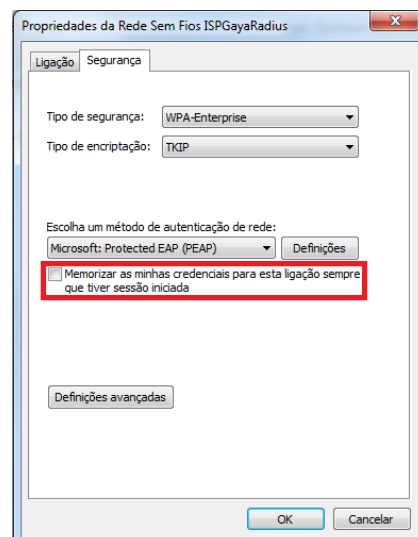 Propriedades da Rede Sem Fios ISPGayaRadius
Ligação Segurança
Tipo de segurança: WPA-Enterprise
Tipo de encriptação: TKIP
Escolha um método de autenticação de rede:
Microsoft: Protected EAP (PEAP) Definições
Memorizar as minhas credenciais para esta ligação sempre
que tiver sessão iniciada
Definições avançadas
OK Cancelar